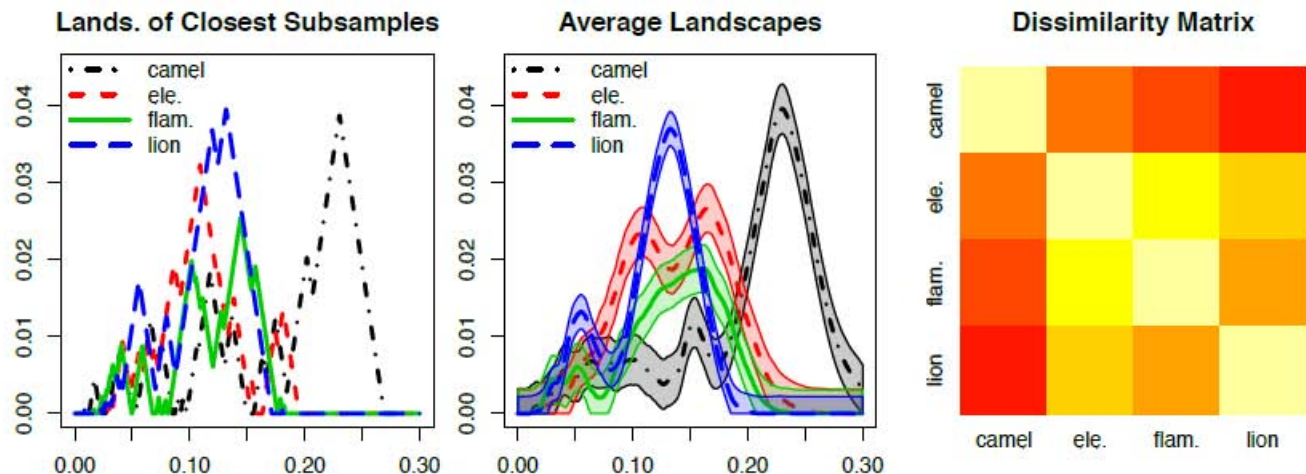 Lands. of Closest Subsamples
camel
ele.
flam.
lion
0.04
0.03
0.02
0.01
0.00
0.00 0.10 0.20 0.30
Average Landscapes
camel
ele.
flam.
lion
0.04
0.03
0.02
0.01
0.00
0.00 0.10 0.20 0.30
Dissimilarity Matrix
camel
ele.
flam.
lion
camel ele. flam. lion